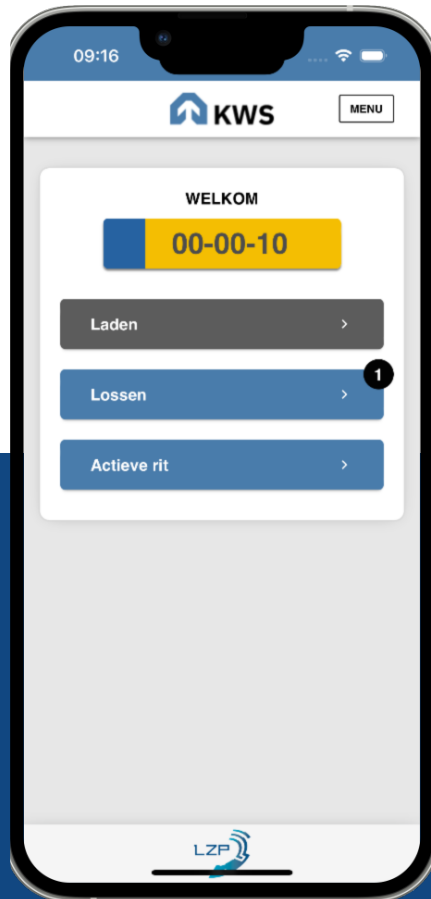 09:16
KWS
MENU
WELKOM
00-00-10
Laden
1
Lossen
Actieve rit
LZP